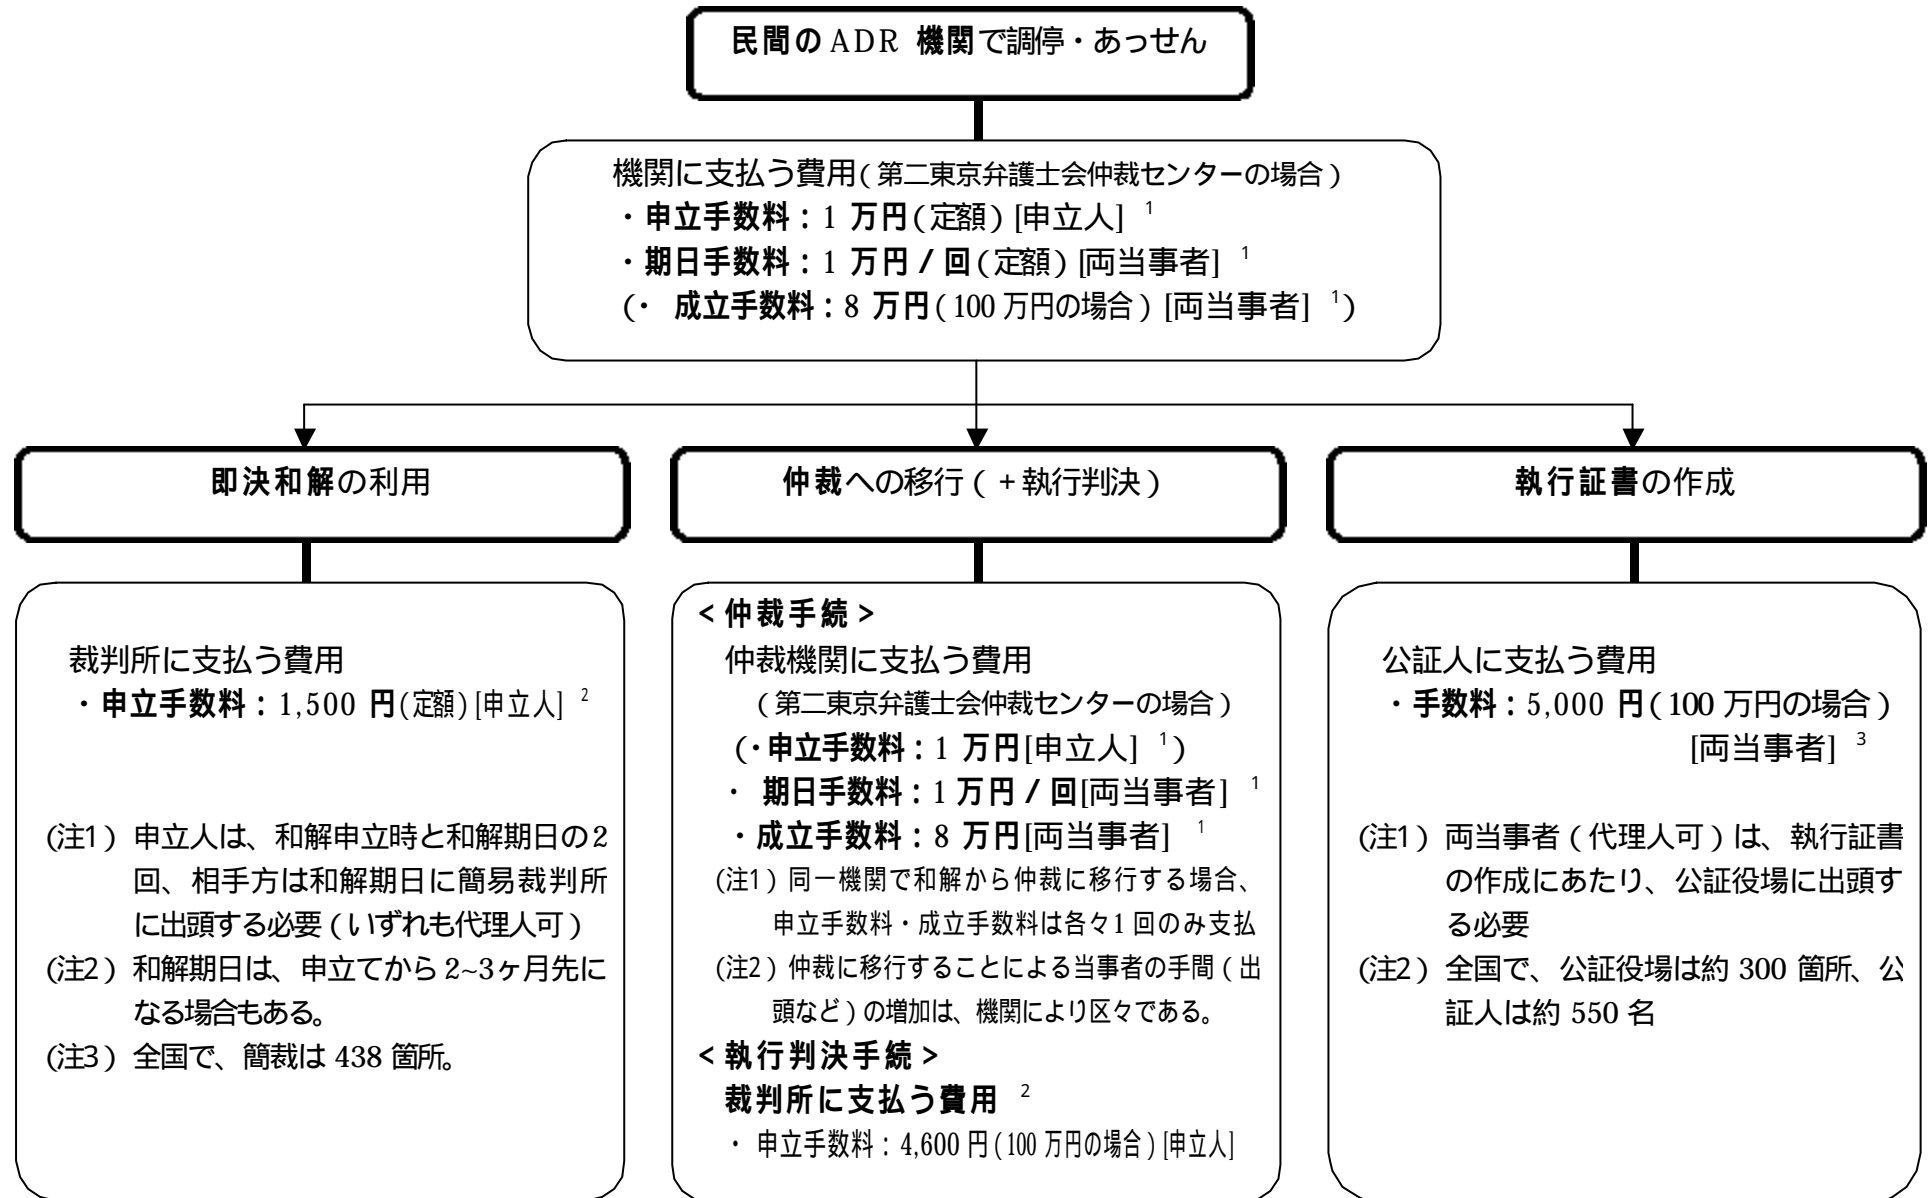 民間の ADR 機関で調停・あっせん
機関に支払う費用（第二東京弁護士会仲裁センターの場合）
・申立手数料：1 万円（定額）[申立人] 1
・期日手数料：1 万円／回（定額）[両当事者] 1
（・ 成立手数料：8 万円（100 万円の場合）[両当事者] 1）
即決和解の利用
裁判所に支払う費用
・申立手数料：1,500 円（定額）[申立人] 2
（注1）申立人は、和解申立時と和解期日の 2
回、相手方は和解期日に簡易裁判所
に出頭する必要（いずれも代理人可）
（注2）和解期日は、申立てから 2~3ヶ月先に
なる場合もある。
（注3）全国で、簡裁は 438 箇所。
仲裁への移行（＋執行判決）
＜仲裁手続＞
仲裁機関に支払う費用
（第二東京弁護士会仲裁センターの場合）
（・申立手数料：1 万円[申立人] 1）
・ 期日手数料：1 万円／回[両当事者] 1
・成立手数料：8 万円[両当事者] 1
（注1）同一機関で和解から仲裁に移行する場合、
申立手数料・成立手数料は各々1 回のみ支払
（注2）仲裁に移行することによる当事者の手間（出
頭など）の増加は、機関により区々である。
＜執行判決手続＞
裁判所に支払う費用 2
・ 申立手数料：4,600 円（100 万円の場合）[申立人]
執行証書の作成
公証人に支払う費用
・手数料：5,000 円（100 万円の場合）
[両当事者] 3
（注1）両当事者（代理人可）は、執行証書
の作成にあたり、公証役場に出頭す
る必要
（注2）全国で、公証役場は約 300 箇所、公
証人は約 550 名